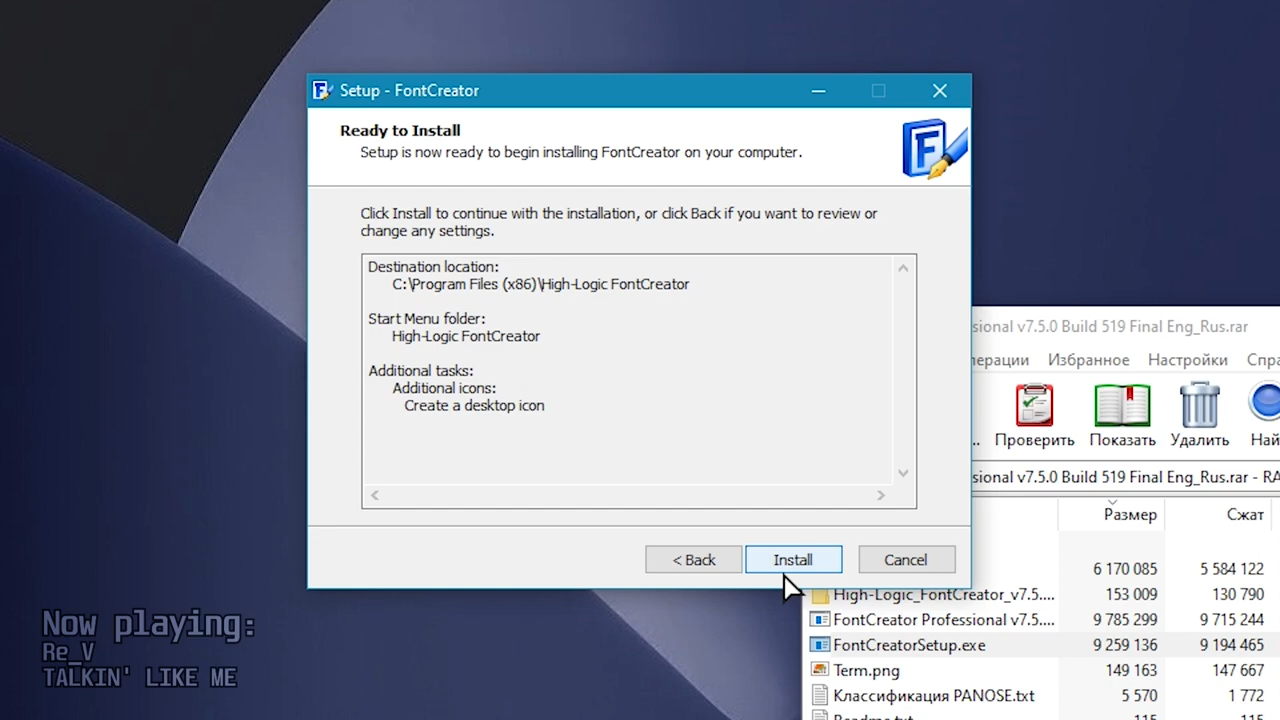 Setup - FontCreator
Ready to Install
Setup is now ready to begin installing FontCreator on your computer.
Click Install to continue with the installation, or click Back if you want to review or
change any settings.
Destination location:
C:\Program Files (x86)\High-Logic FontCreator
Start Menu folder:
High-Logic FontCreator
Additional tasks:
Additional icons:
Create a desktop icon
< Back
Install
Cancel
sional v7.5.0 Build 519 Final Eng_Rus.rar
перации Избранное Настройки Спра
.. Проверить Показать Удалить Най
sional v7.5.0 Build 519 Final Eng_Rus.rar - RA
Размер Сжат
6 170 085 5 584 122
High-Logic_FontCreator_v7.5.... 153 009 130 790
FontCreator Professional v7.5.... 9 785 299 9 715 244
FontCreatorSetup.exe 9 259 136 9 194 465
Term.png 149 163 147 667
Классификация PANOSE.txt 5 570 1 772
Readme.txt 115 115
Now playing:
Re_V
TALKIN' LIKE ME